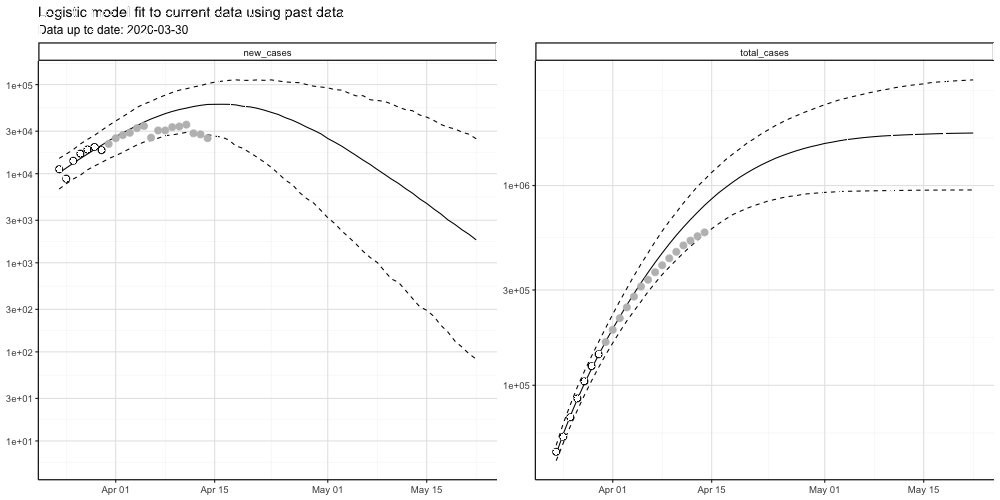 Logistic model fit to current data using past data
Data up to date: 2020-03-30
new_cases
total_cases
1e+05
3e+04
1e+04
3e+03
1e+03
3e+02
1e+02
3e+01
1e+01
1e+06
3e+05
1e+05
Apr 01
Apr 15
May 01
May 15
Apr 01
Apr 15
May 01
May 15